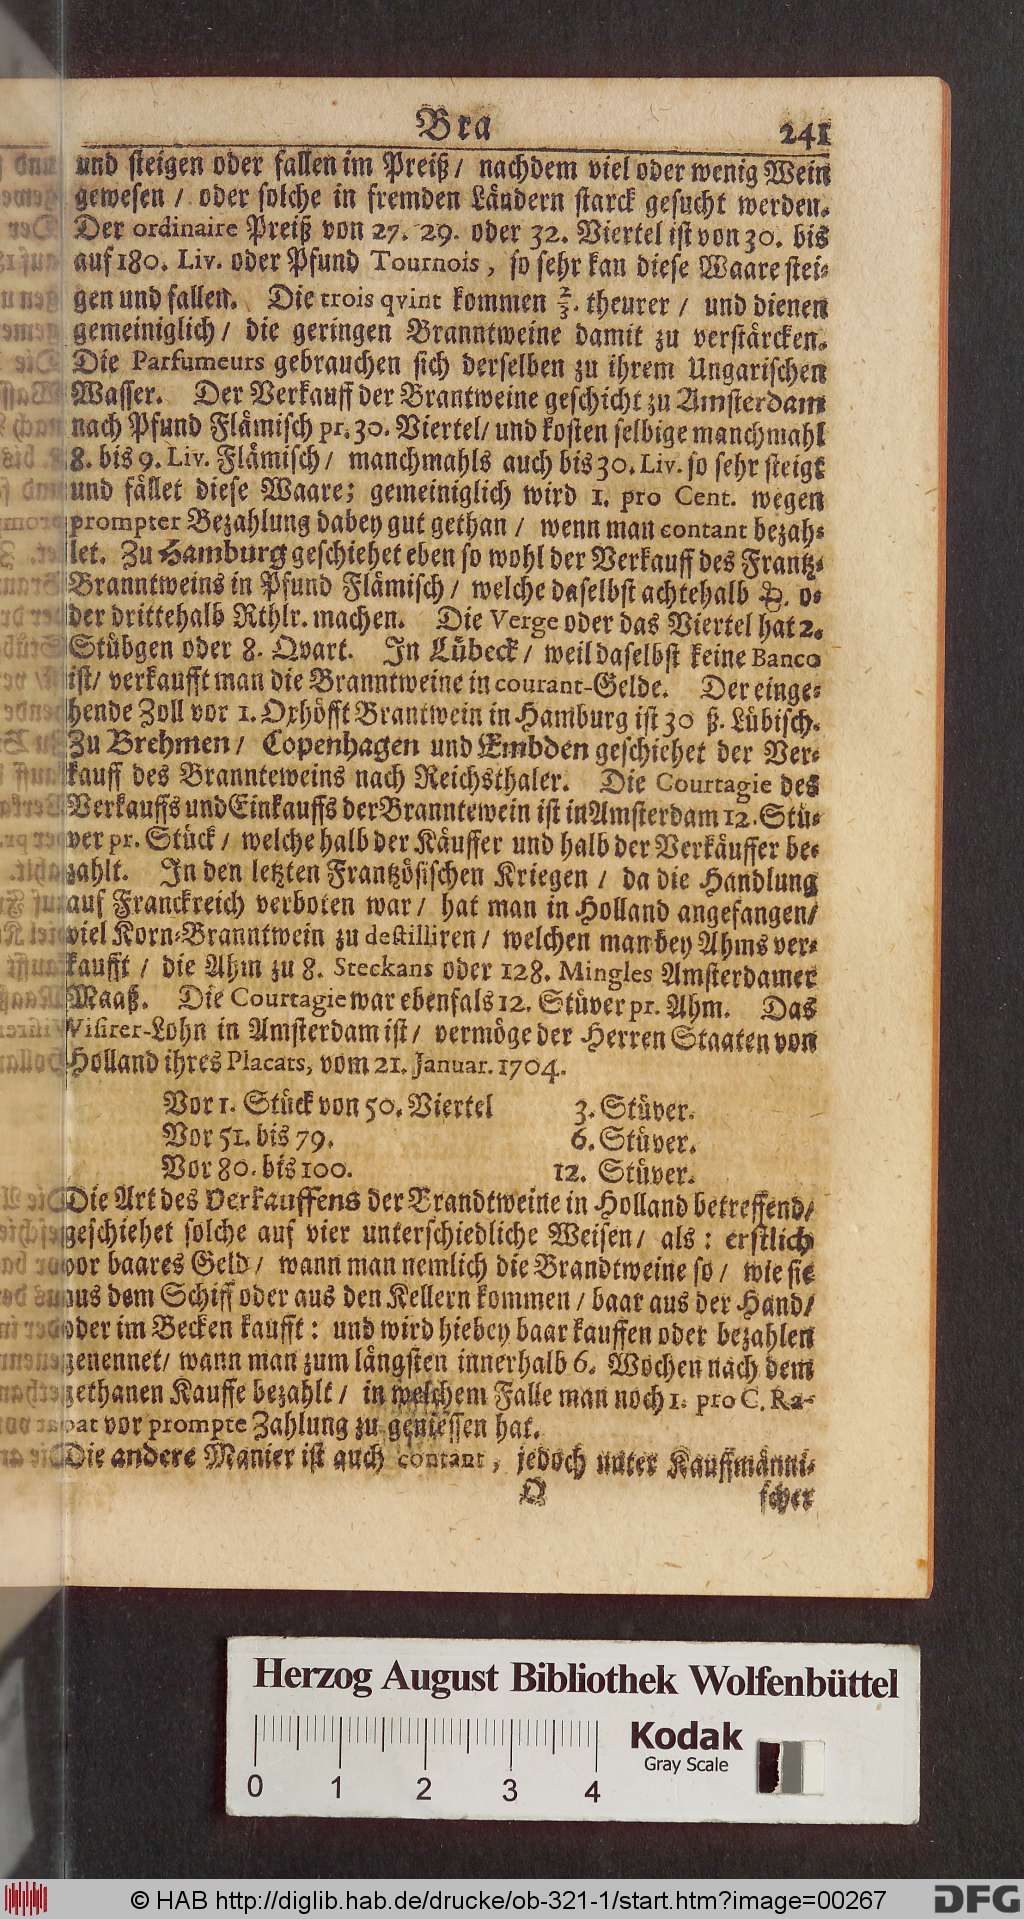 Bra 241
und steigen oder fallen im Preiß / nachdem viel oder wenig Wein
gewesen / oder solche in fremden Ländern starck gesucht werden.
Der ordinaire Preiß von 27. 29. oder 32. Viertel ist von 30. bis
auf 180. Liv. oder Pfund Tournois, so sehr kan diese Waare stei-
gen und fallen. Die trois qvint kommen 2/3. theurer / und dienen
gemeiniglich / die geringen Branntweine damit zu verstärcken.
Die Parfumeurs gebrauchen sich derselben zu ihrem Ungarischen
Wasser. Der Verkauff der Brantweine geschicht zu Amsterdam
nach Pfund Flämisch pr. 30. Viertel / und kosten selbige manchmahl
8. bis 9. Liv. Flämisch / manchmahls auch bis 30. Liv. so sehr steigt
und fället diese Waare; gemeiniglich wird 1. pro Cent. wegen
prompter Bezahlung dabey gut gethan / wenn man contant bezah-
let. Zu Hamburg geschiehet eben so wohl der Verkauff des Frantz-
Branntweins in Pfund Flämisch / welche daselbst achtehalb o-
der drittehalb Rthlr. machen. Die Verge oder das Viertel hat 2.
Stübgen oder 8. Qvart. In Lübeck / weil daselbst keine Banco
ist / verkaufft man die Branntweine in courant-Gelde. Der einge-
hende Zoll vor 1. Oxhöfft Brantwein in Hamburg ist 30 ß. Lübisch.
Zu Brehmen / Copenhagen und Embden geschiehet der Ver-
kauff des Brannteweins nach Reichsthaler. Die Courtagie des
Verkauffs und Einkauffs der Branntewein ist in Amsterdam 12. Stü-
ver pr. Stück / welche halb der Käuffer und halb der Verkäuffer be-
zahlt. In den letzten Frantzösischen Kriegen / da die Handlung
auf Franckreich verboten war / hat man in Holland angefangen /
viel Korn-Branntwein zu destilliren / welchen man bey Ahms ver-
kaufft / die Ahm zu 8. Steckans oder 128. Mingles Amsterdamer
Maaß. Die Courtagie war ebenfals 12. Stüver pr. Ahm. Das
Visirer-Lohn in Amsterdam ist / vermöge der Herren Staaten von
Holland ihres Placats, vom 21. Januar. 1704.
Vor 1. Stück von 50. Viertel 3. Stüver.
Vor 51. bis 79. 6. Stüver.
Vor 80. bis 100. 12. Stüver.
Die Art des Verkauffens der Brandtweine in Holland betreffend /
geschiehet solche auf vier unterschiedliche Weisen / als: erstlich
vor baares Geld / wann man nemlich die Brandtweine so / wie sie
aus dem Schiff oder aus den Kellern kommen / baar aus der Hand /
oder im Becken kaufft: und wird hiebey baar kauffen oder bezahlen
genennet / wann man zum längsten innerhalb 6. Wochen nach dem
gethanen Kauffe bezahlt / in welchem Falle man noch 1. pro C. Ra-
bat vor prompte Zahlung zu geniessen hat.
Die andere Manier ist auch contant, jedoch unter Kauffmänni-
Q scher
Herzog August Bibliothek Wolfenbüttel
Kodak
Gray Scale
0 1 2 3 4
© HAB http://diglib.hab.de/drucke/ob-321-1/start.htm?image=00267
DFG